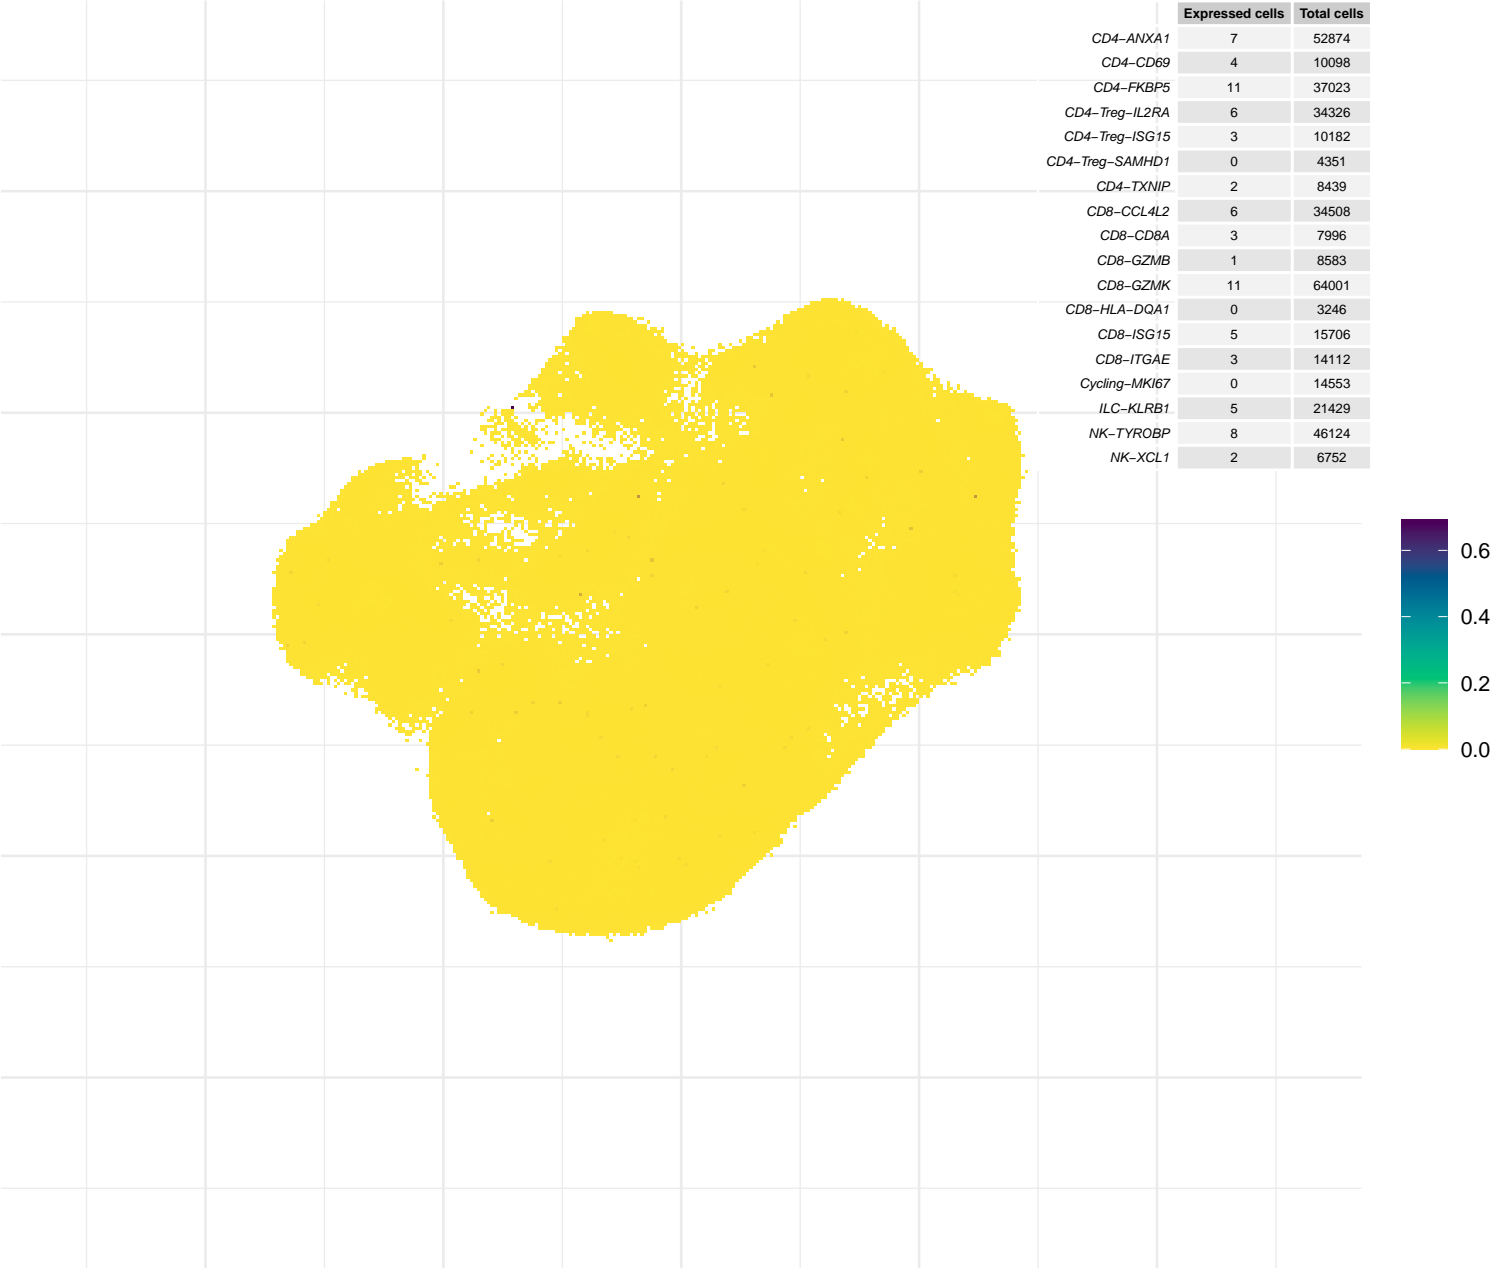 Expressed cells Total cells
CD4−ANXA1 7 52874
CD4−CD69 4 10098
CD4−FKBP5 11 37023
CD4−Treg−IL2RA 6 34326
CD4−Treg−ISG15 3 10182
CD4−Treg−SAMHD1 0 4351
CD4−TXNIP 2 8439
CD8−CCL4L2 6 34508
CD8−CD8A 3 7996
CD8−GZMB 1 8583
CD8−GZMK 11 64001
CD8−HLA−DQA1 0 3246
CD8−ISG15 5 15706
CD8−ITGAE 3 14112
Cycling−MKI67 0 14553
ILC−KLRB1 5 21429
NK−TYROBP 8 46124
NK−XCL1 2 6752
0.6
0.4
0.2
0.0